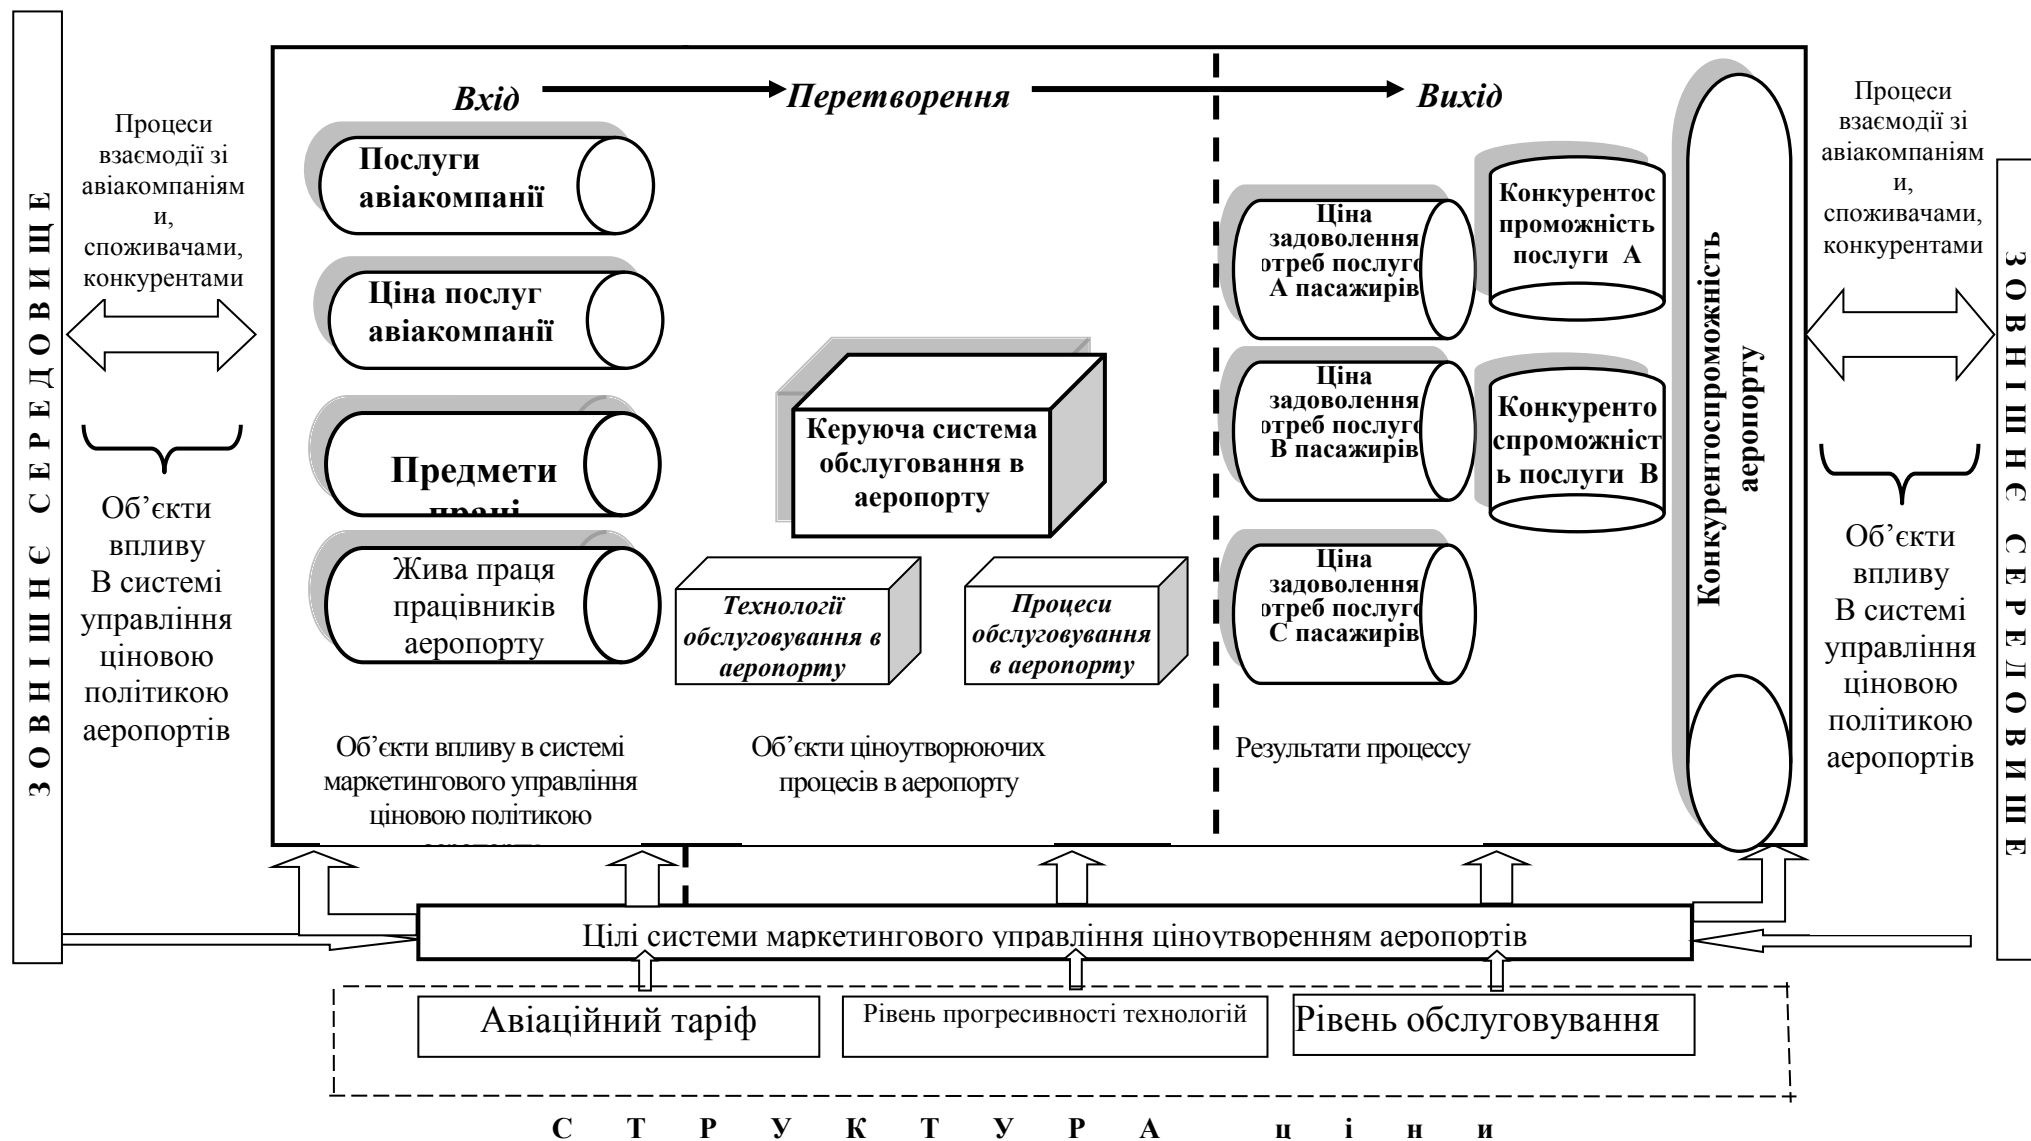 ЗОВНІШНЄ СЕРЕДОВИЩЕ
Процеси
взаємодії зі
авіакомпаніям
и,
споживачами,
конкурентами
Об’єкти
впливу
В системі
управління
ціновою
політикою
аеропортів
Вхід
Перетворення
Вихід
Послуги
авіакомпанії
Ціна послуг
авіакомпанії
Предмети
праці
Жива праця
працівників
аеропорту
Об’єкти впливу в системі
маркетингового управління
ціновою політикою
Керуюча система
обслуговання в
аеропорту
Технології
обслуговування в
аеропорту
Процеси
обслуговування
в аеропорту
Об’єкти ціноутворюючих
процесів в аеропорту
Ціна
задоволення
отреб послуго
А пасажирів
Ціна
задоволення
отреб послуго
В пасажирів
Ціна
задоволення
отреб послуго
С пасажирів
Результати процессу
Конкурентос
проможність
послуги А
Конкуренто
спроможніст
ь послуги В
Конкурентоспроможність
аеропорту
Процеси
взаємодії зі
авіакомпаніям
и,
споживачами,
конкурентами
Об’єкти
впливу
В системі
управління
ціновою
політикою
аеропортів
ЗОВНІШНЄ СЕРЕДОВИЩЕ
Цілі системи маркетингового управління ціноутворенням аеропортів
Авіаційний таріф
Рівень прогресивності технологій
Рівень обслуговування
СТРУКТУРА ціни